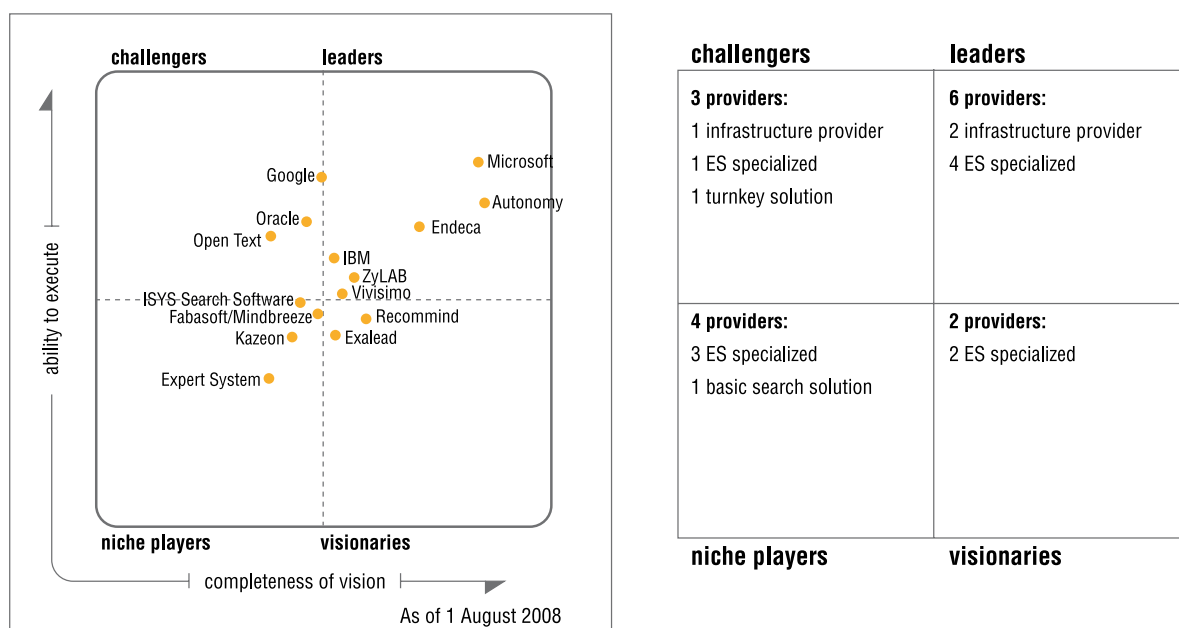 challengers
leaders
Microsoft
Google
Autonomy
Oracle
Endeca
Open Text
IBM
ZyLAB
Vivisimo
ISYS Search Software
Fabasoft/Mindbreeze
Recommind
Kazeon
Exalead
Expert System
niche players
visionaries
ability to execute
completeness of vision
As of 1 August 2008
challengers
leaders
3 providers:
1 infrastructure provider
1 ES specialized
1 turnkey solution
6 providers:
2 infrastructure provider
4 ES specialized
4 providers:
3 ES specialized
1 basic search solution
2 providers:
2 ES specialized
niche players
visionaries